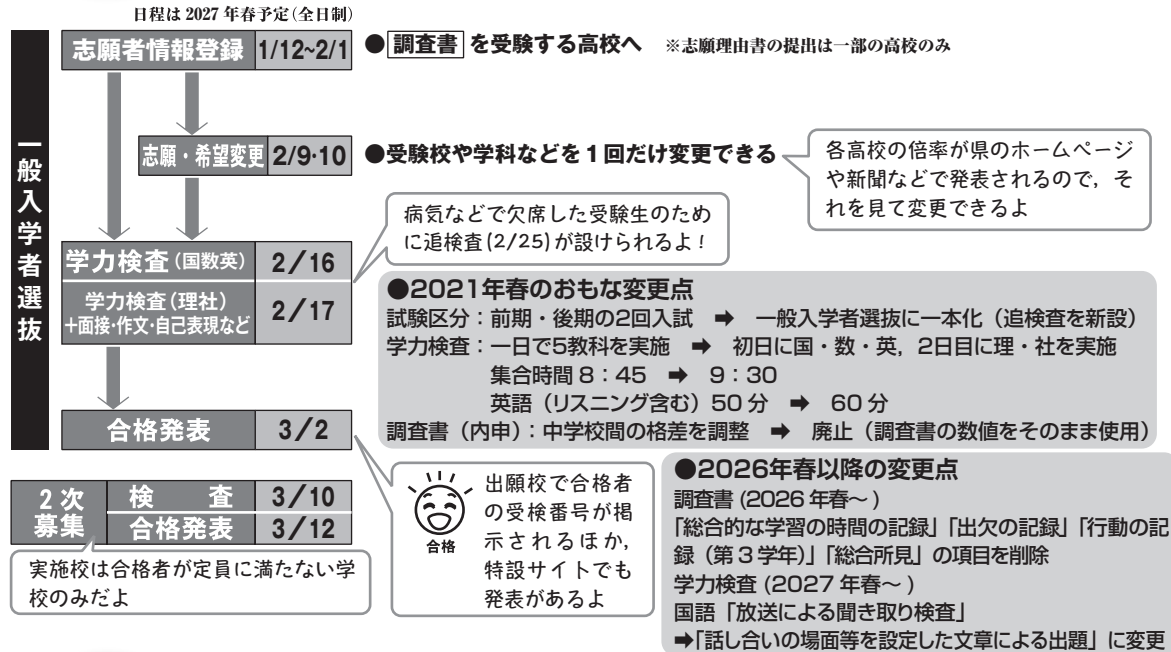 日程は2027年春予定(全日制)
一般入学者選抜
志願者情報登録 1/12~2/1
●調査書を受験する高校へ ※志願理由書の提出は一部の高校のみ
志願・希望変更 2/9·10
●受験校や学科などを1回だけ変更できる
各高校の倍率が県のホームページ
や新聞などで発表されるので，そ
れを見て変更できるよ
病気などで欠席した受験生のため
に追検査(2/25)が設けられるよ！
学力検査(国数英) 2/16
学力検査(理社)
+面接・作文・自己表現など
2/17
●2021年春のおもな変更点
試験区分：前期・後期の2回入試 ➡ 一般入学者選抜に一本化（追検査を新設）
学力検査：一日で5教科を実施 ➡ 初日に国・数・英，2日目に理・社を実施
集合時間 8：45 ➡ 9：30
英語（リスニング含む）50分 ➡ 60分
調査書（内申）：中学校間の格差を調整 ➡ 廃止（調査書の数値をそのまま使用）
合格発表 3/2
合格
出願校で合格者
の受検番号が掲
示されるほか，
特設サイトでも
発表があるよ
2次
募集
検査 3/10
合格発表 3/12
実施校は合格者が定員に満たない学
校のみだよ
●2026年春以降の変更点
調査書(2026年春～)
「総合的な学習の時間の記録」「出欠の記録」「行動の記
録（第3学年）」「総合所見」の項目を削除
学力検査(2027年春～)
国語「放送による聞き取り検査」
➡「話し合いの場面等を設定した文章による出題」に変更